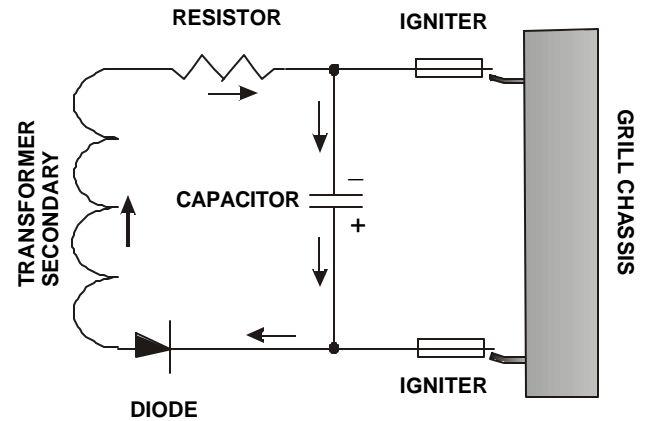 RESISTOR
IGNITER
TRANSFORMER
SECONDARY
CAPACITOR
–
+
GRILL CHASSIS
IGNITER
DIODE